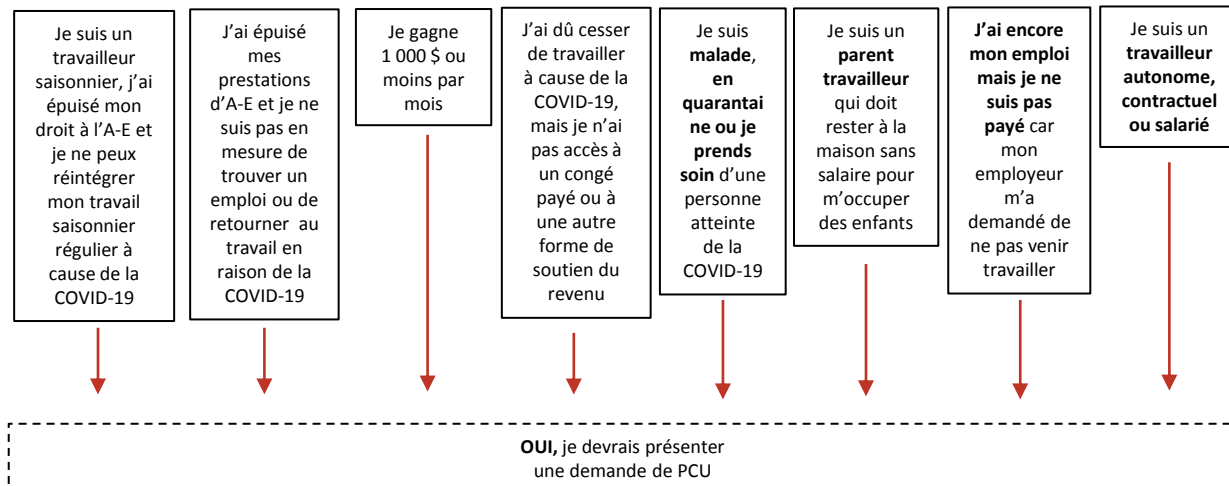 Je suis un
travailleur
saisonnier, j’ai
épuisé mon
droit à l’A-E et
je ne peux
réintégrer
mon travail
saisonnier
régulier à
cause de la
COVID-19
J’ai épuisé
mes
prestations
d’A-E et je ne
suis pas en
mesure de
trouver un
emploi ou de
retourner au
travail en
raison de la
COVID-19
Je gagne
1 000 $ ou
moins par
mois
J’ai dû cesser
de travailler
à cause de la
COVID-19,
mais je n’ai
pas accès à
un congé
payé ou à
une autre
forme de
soutien du
revenu
Je suis
malade, en
quarantai
ne ou je
prends
soin d’une
personne
atteinte
de la
COVID-19
Je suis un
parent
travailleur
qui doit
rester à la
maison sans
salaire pour
m’occuper
des enfants
J’ai encore
mon emploi
mais je ne
suis pas
payé car
mon
employeur
m’a
demandé de
ne pas venir
travailler
Je suis un
travailleur
autonome,
contractuel
ou salarié
OUI, je devrais présenter
une demande de PCU